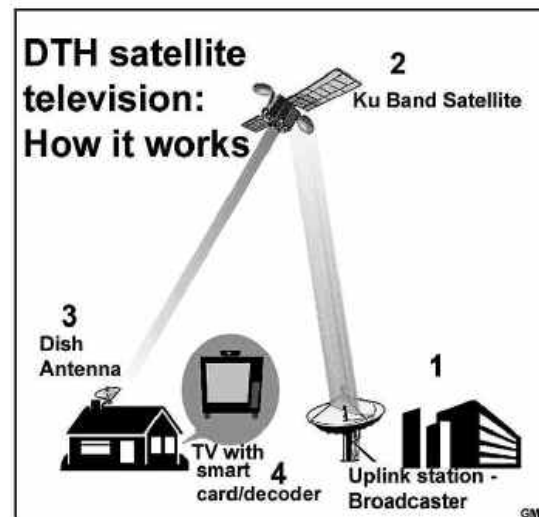 DTH satellite
television:
How it works
2
Ku Band Satellite
3
Dish
Antenna
1
TV with
smart
card/decoder
4
Uplink station -
Broadcaster
GM